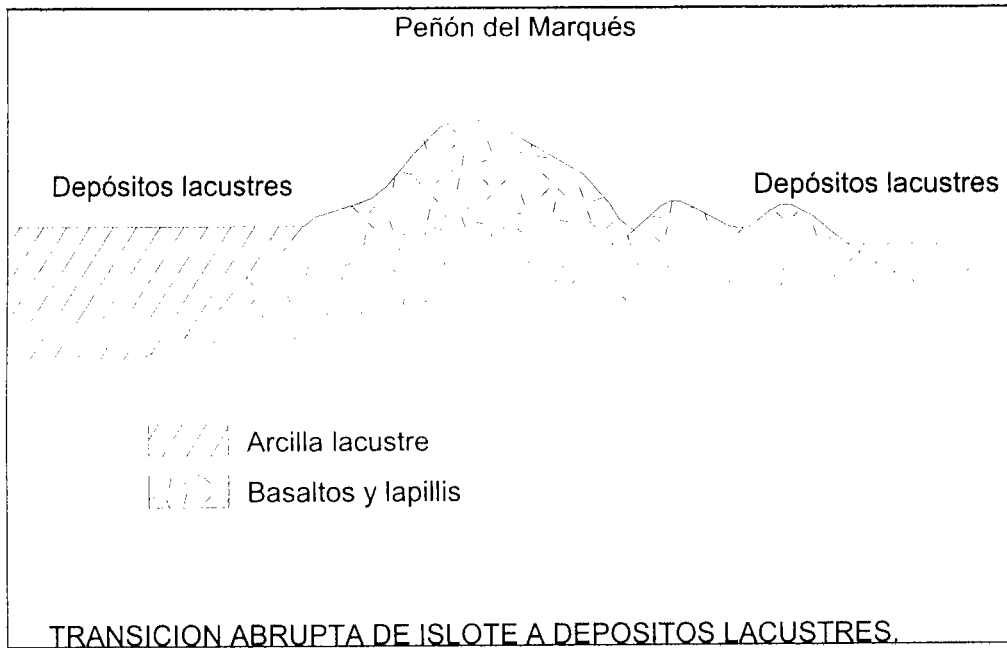 Peñón del Marqués
Depósitos lacustres
Depósitos lacustres
Arcilla lacustre
Basaltos y lapillis
TRANSICION ABRUPTA DE ISLOTE A DEPOSITOS LACUSTRES.